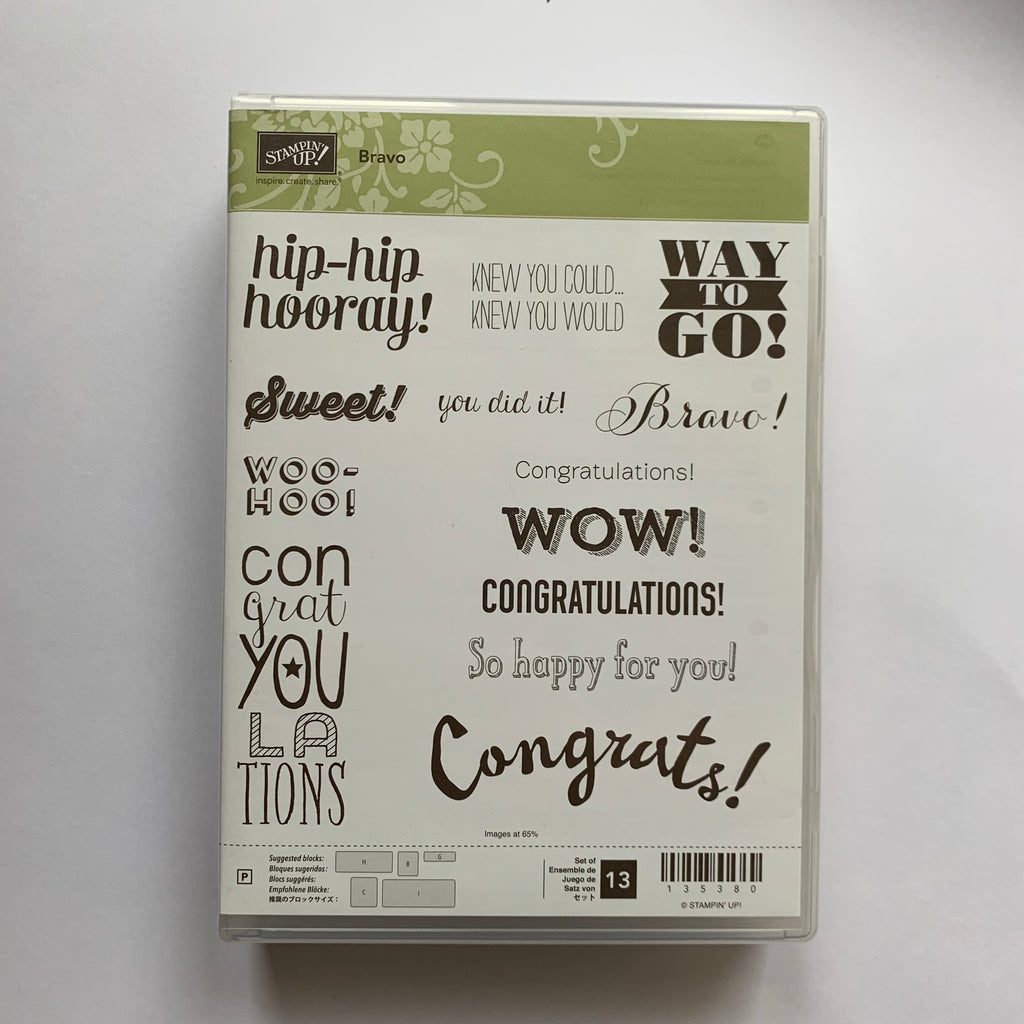 STAMPIN' UP!
inspire. create. share.®
Bravo
hip-hip
hooray!
KNEW YOU COULD...
KNEW YOU WOULD
WAY
TO
GO!
Sweet!
you did it!
Bravo!
WOO-
HOO!
Congratulations!
WOW!
CONGRATULATIONS!
So happy for you!
Congrats!
con
grat
YOU
LA
TIONS
Images at 65%
P
Suggested blocks:
Bloques sugeridos:
Blocs suggérés:
Empfohlene Blöcke:
推奨のブロックサイズ：
H
B
G
C
I
Set of
Ensemble de
Juego de
Satz von
セット
13
135380
© STAMPIN' UP!